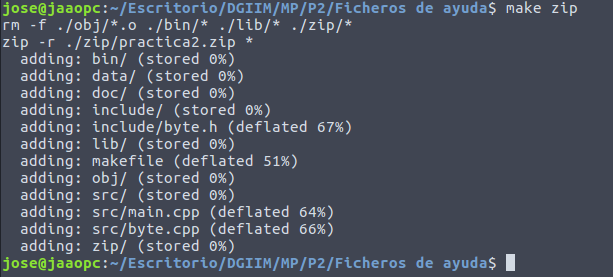 jose@jaaopc:~/Escritorio/DGIIM/MP/P2/Ficheros de ayuda$ make zip
rm -f ./obj/*.o ./bin/* ./lib/* ./zip/*
zip -r ./zip/practica2.zip *
  adding: bin/ (stored 0%)
  adding: data/ (stored 0%)
  adding: doc/ (stored 0%)
  adding: include/ (stored 0%)
  adding: include/byte.h (deflated 67%)
  adding: lib/ (stored 0%)
  adding: makefile (deflated 51%)
  adding: obj/ (stored 0%)
  adding: src/ (stored 0%)
  adding: src/main.cpp (deflated 64%)
  adding: src/byte.cpp (deflated 66%)
  adding: zip/ (stored 0%)
jose@jaaopc:~/Escritorio/DGIIM/MP/P2/Ficheros de ayuda$